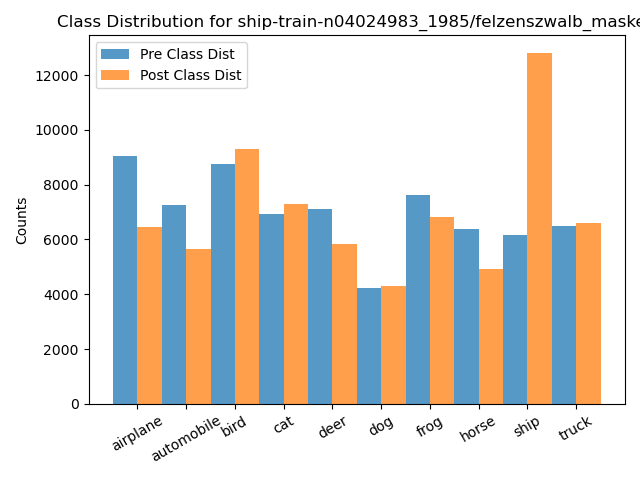 Class Distribution for ship-train-n04024983_1985/felzenszwalb_maske
Pre Class Dist
Post Class Dist
12000
10000
8000
6000
4000
2000
0
Counts
airplane
automobile
bird
cat
deer
dog
frog
horse
ship
truck